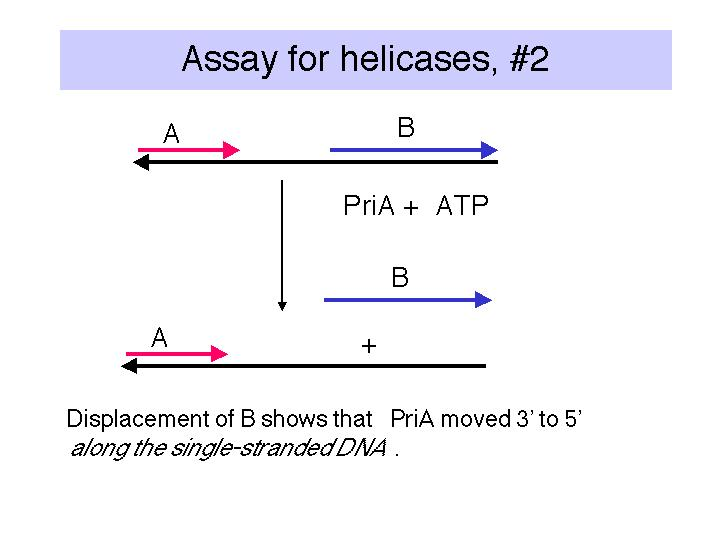 Assay for helicases, #2
A
B
PriA + ATP
B
A
+
Displacement of B shows that PriA moved 3’ to 5’
along the single-stranded DNA .